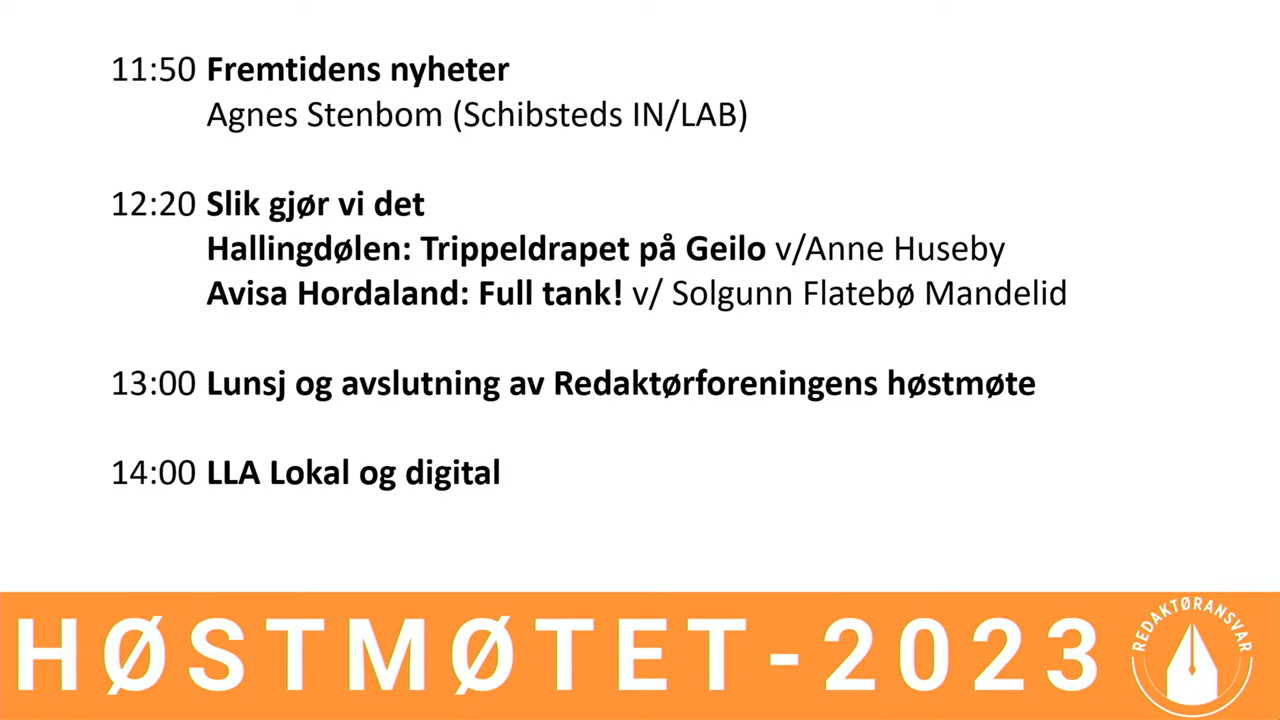 11:50 Fremtidens nyheter
Agnes Stenbom (Schibsteds IN/LAB)
12:20 Slik gjør vi det
Hallingdølen: Trippeldrapet på Geilo v/Anne Huseby
Avisa Hordaland: Full tank! v/ Solgunn Flatebø Mandelid
13:00 Lunsj og avslutning av Redaktørforeningens høstmøte
14:00 LLA Lokal og digital
HØSTMØTET-2023
REDAKTØRANSVAR